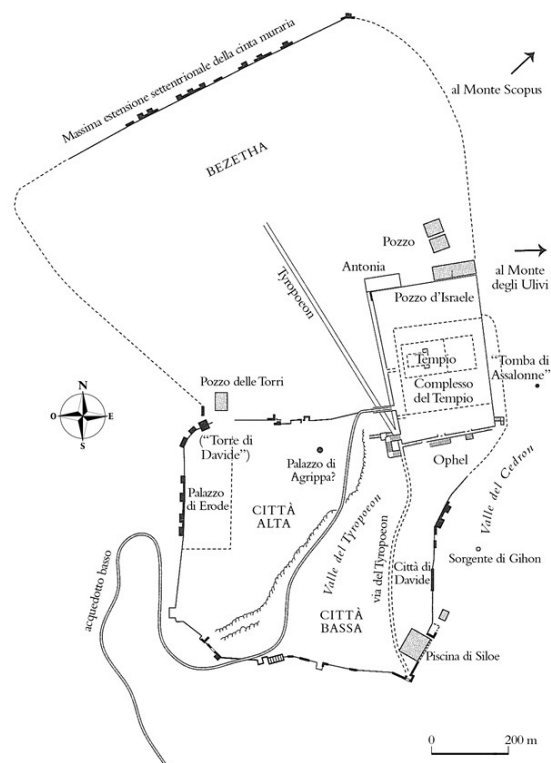 Massima estensione settentrionale della cinta muraria
al Monte Scopus
BEZETHA
Pozzo
al Monte
degli Ulivi
Antonia
Tyropoeon
Pozzo d'Israele
Tempio
Complesso
del Tempio
"Tomba di
Assalonne"
N
O
E
S
Pozzo delle Torri
("Torre di
Davide")
Palazzo di
Agrippa?
Ophel
Palazzo
di Erode
CITTÀ
ALTA
Valle del Cedron
Valle del Tyropoeon
via del Tyropoeon
Sorgente di Gihon
Città di
Davide
acquedotto basso
CITTÀ
BASSA
Piscina di Siloe
0
200 m